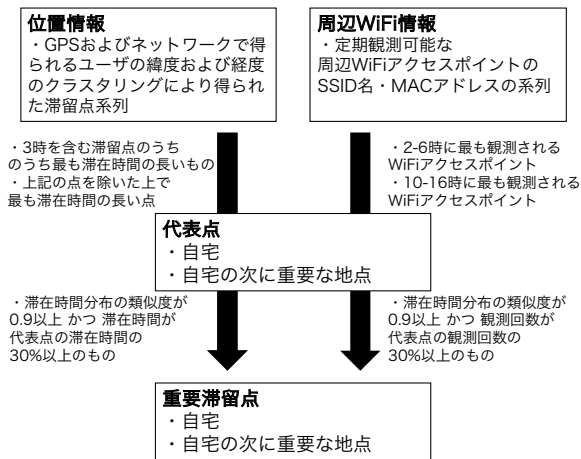 位置情報
・GPSおよびネットワークで得
られるユーザの緯度および経度
のクラスタリングにより得られ
た滞留点系列
周辺WiFi情報
・定期観測可能な
周辺WiFiアクセスポイントの
SSID名・MACアドレスの系列
・3時を含む滞留点のうち
のうち最も滞在時間の長いもの
・上記の点を除いた上で
最も滞在時間の長い点
・2-6時に最も観測される
WiFiアクセスポイント
・10-16時に最も観測される
WiFiアクセスポイント
代表点
・自宅
・自宅の次に重要な地点
・滞在時間分布の類似度が
0.9以上 かつ 滞在時間が
代表点の滞在時間の
30%以上のもの
・滞在時間分布の類似度が
0.9以上 かつ 観測回数が
代表点の観測回数の
30%以上のもの
重要滞留点
・自宅
・自宅の次に重要な地点